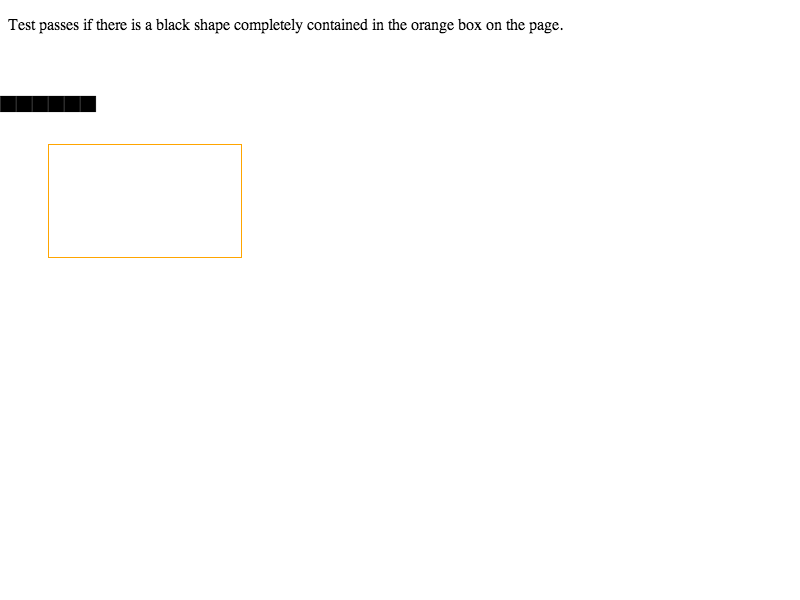 Test passes if there is a black shape completely contained in the orange box on the page.